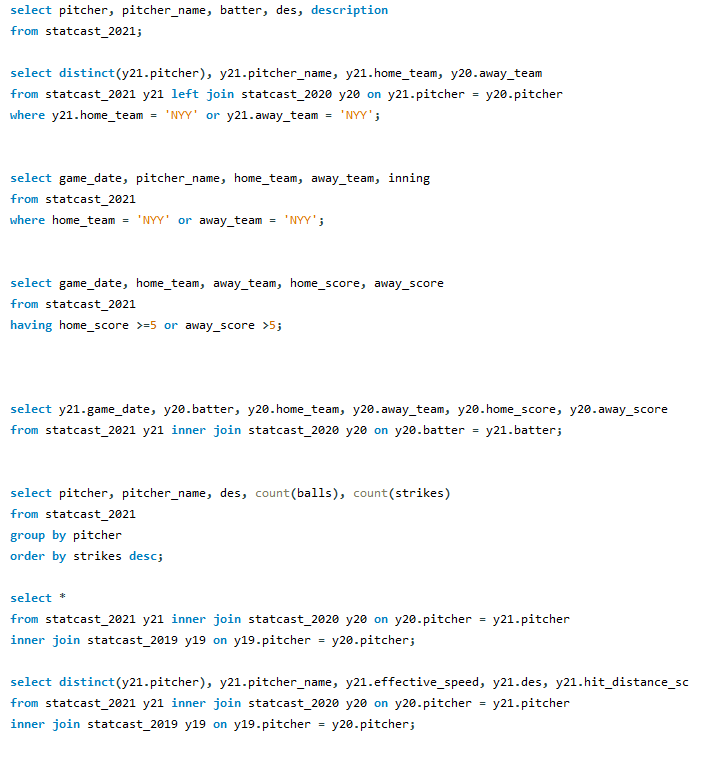 select pitcher, pitcher_name, batter, des, description
from statcast_2021;
select distinct(y21.pitcher), y21.pitcher_name, y21.home_team, y20.away_team
from statcast_2021 y21 left join statcast_2020 y20 on y21.pitcher = y20.pitcher
where y21.home_team = 'NYY' or y21.away_team = 'NYY';
select game_date, pitcher_name, home_team, away_team, inning
from statcast_2021
where home_team = 'NYY' or away_team = 'NYY';
select game_date, home_team, away_team, home_score, away_score
from statcast_2021
having home_score >=5 or away_score >5;
select y21.game_date, y20.batter, y20.home_team, y20.away_team, y20.home_score, y20.away_score
from statcast_2021 y21 inner join statcast_2020 y20 on y20.batter = y21.batter;
select pitcher, pitcher_name, des, count(balls), count(strikes)
from statcast_2021
group by pitcher
order by strikes desc;
select *
from statcast_2021 y21 inner join statcast_2020 y20 on y20.pitcher = y21.pitcher
inner join statcast_2019 y19 on y19.pitcher = y20.pitcher;
select distinct(y21.pitcher), y21.pitcher_name, y21.effective_speed, y21.des, y21.hit_distance_sc
from statcast_2021 y21 inner join statcast_2020 y20 on y20.pitcher = y21.pitcher
inner join statcast_2019 y19 on y19.pitcher = y20.pitcher;